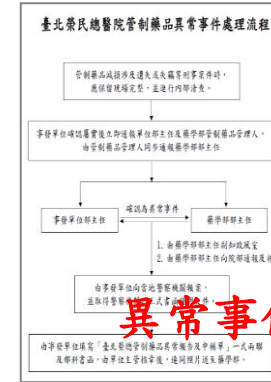 臺北榮民總醫院管制藥品異常事件處理流程
管制藥品減損涉及遺失或失竊等刑事案件時，
應保留現場完整，並進行內部清查。
事發單位確認屬實後立即通報單位部主任及藥學部管制藥品管理人，
由管制藥品管理人同步通報藥學部部主任
事發單位部主任
確認為異常事件
藥學部部主任
1. 由藥學部部主任副知政風室
2. 由藥學部部主任向院部通報及
由事發單位向當地警察機關報案，
並取得警察
異常事件
由事發單位填寫「臺北榮總管制藥品異常報告及申報單」一式兩聯
及節料書函，由單位主管核章後，連同照片送至藥學部。